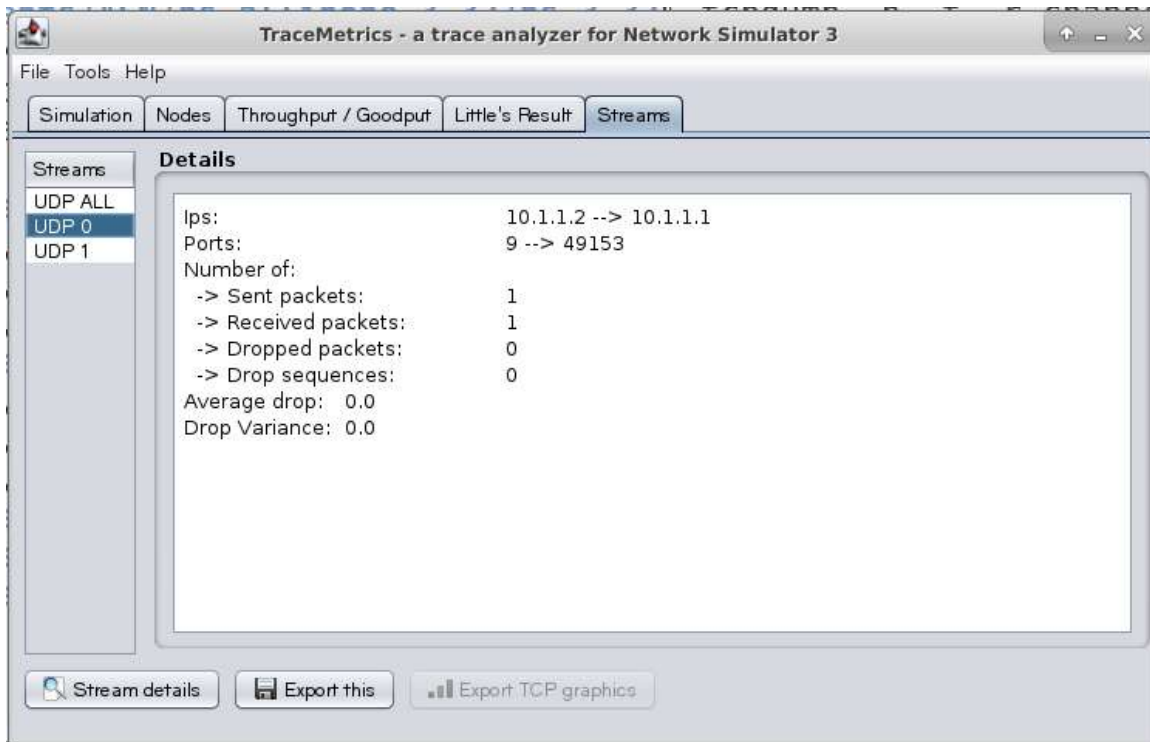 TraceMetrics - a trace analyzer for Network Simulator 3
File Tools Help
Simulation Nodes Throughput / Goodput Little's Result Streams
Streams
UDP ALL
UDP 0
UDP 1
Details
Ips: 10.1.1.2 --> 10.1.1.1
Ports: 9 --> 49153
Number of:
-> Sent packets: 1
-> Received packets: 1
-> Dropped packets: 0
-> Drop sequences: 0
Average drop: 0.0
Drop Variance: 0.0
Stream details Export this Export TCP graphics